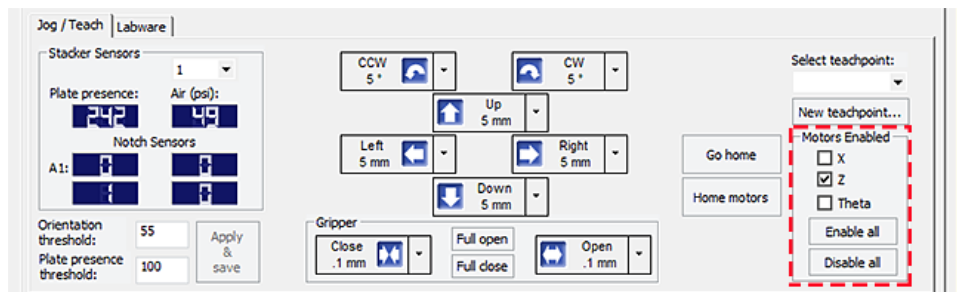 Jog / Teach
Labware
Stacker Sensors
1
Plate presence:
Air (psi):
242
49
Notch Sensors
A1:
0
0
1
0
Orientation threshold:
55
Plate presence threshold:
100
Apply & save
CCW
5 °
CW
5 °
Up
5 mm
Left
5 mm
Right
5 mm
Down
5 mm
Gripper
Close
.1 mm
Full open
Full close
Open
.1 mm
Go home
Home motors
Select teachpoint:
New teachpoint...
Motors Enabled
X
Z
Theta
Enable all
Disable all